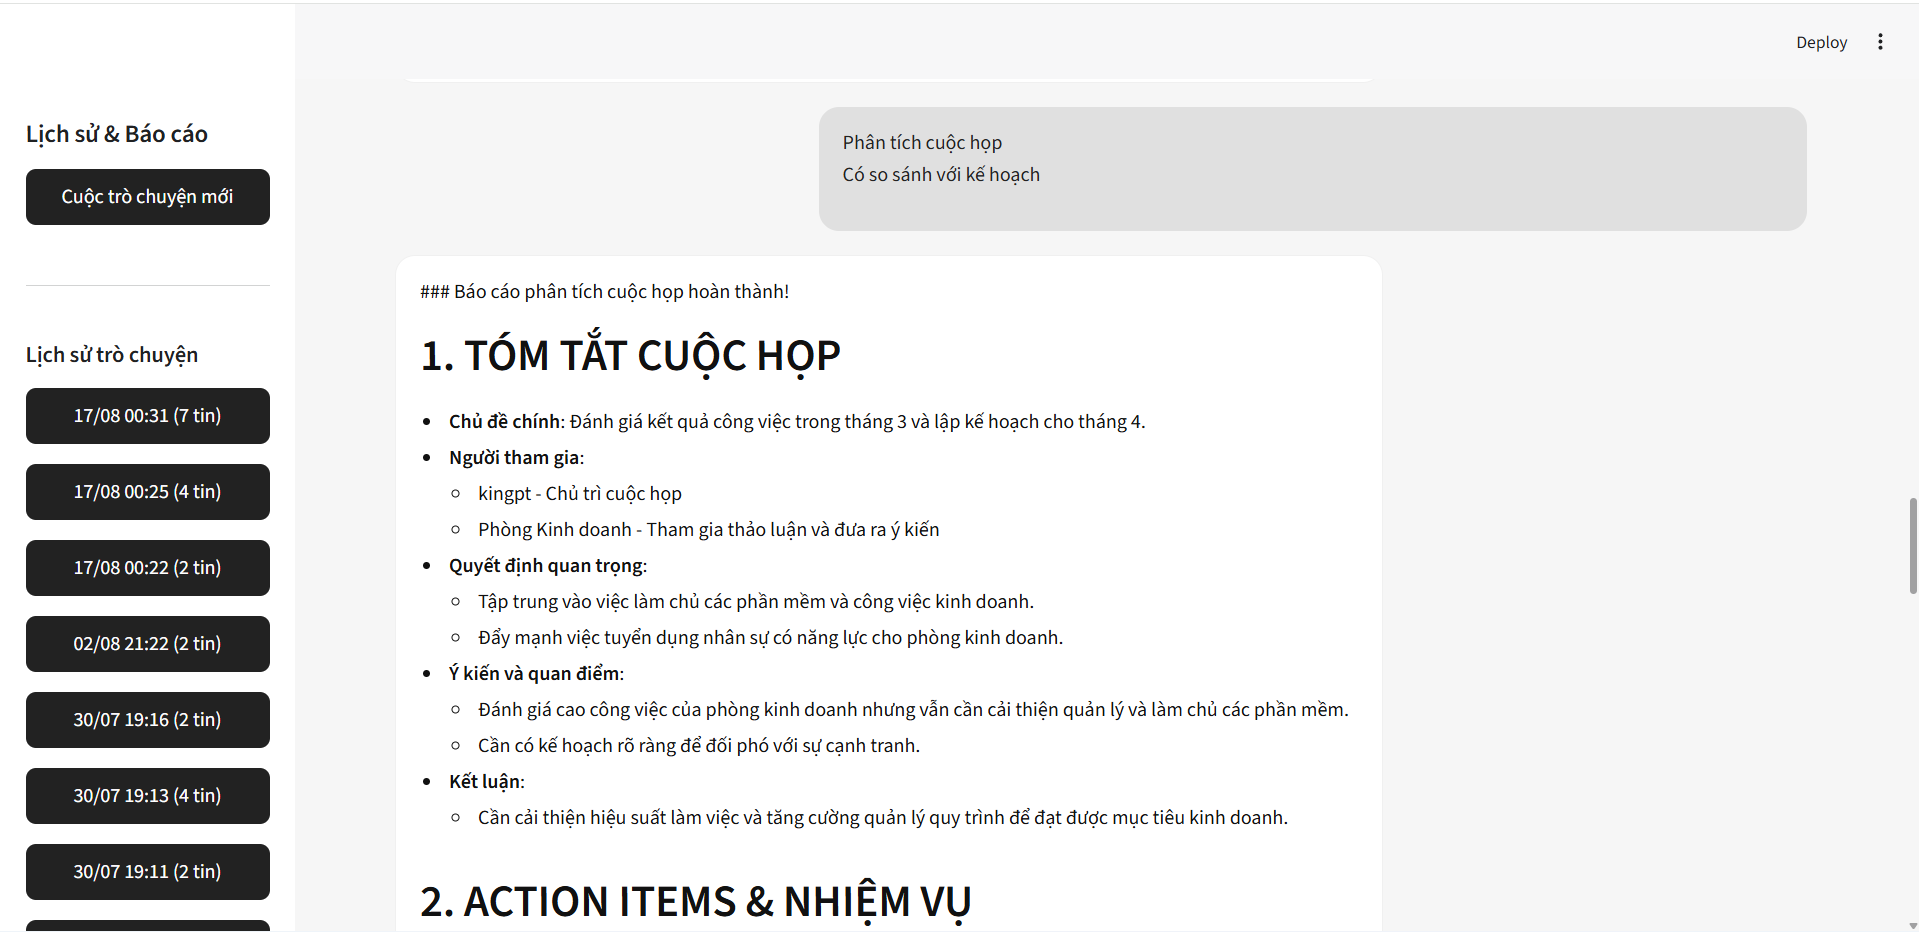 Deploy
Lịch sử & Báo cáo
Cuộc trò chuyện mới
Lịch sử trò chuyện
17/08 00:31 (7 tin)
17/08 00:25 (4 tin)
17/08 00:22 (2 tin)
02/08 21:22 (2 tin)
30/07 19:16 (2 tin)
30/07 19:13 (4 tin)
30/07 19:11 (2 tin)
Phân tích cuộc họp
Có so sánh với kế hoạch
### Báo cáo phân tích cuộc họp hoàn thành!
1. TÓM TẮT CUỘC HỌP
• Chủ đề chính: Đánh giá kết quả công việc trong tháng 3 và lập kế hoạch cho tháng 4.
• Người tham gia:
○ kingpt - Chủ trì cuộc họp
○ Phòng Kinh doanh - Tham gia thảo luận và đưa ra ý kiến
• Quyết định quan trọng:
○ Tập trung vào việc làm chủ các phần mềm và công việc kinh doanh.
○ Đẩy mạnh việc tuyển dụng nhân sự có năng lực cho phòng kinh doanh.
• Ý kiến và quan điểm:
○ Đánh giá cao công việc của phòng kinh doanh nhưng vẫn cần cải thiện quản lý và làm chủ các phần mềm.
○ Cần có kế hoạch rõ ràng để đối phó với sự cạnh tranh.
• Kết luận:
○ Cần cải thiện hiệu suất làm việc và tăng cường quản lý quy trình để đạt được mục tiêu kinh doanh.
2. ACTION ITEMS & NHIỆM VỤ